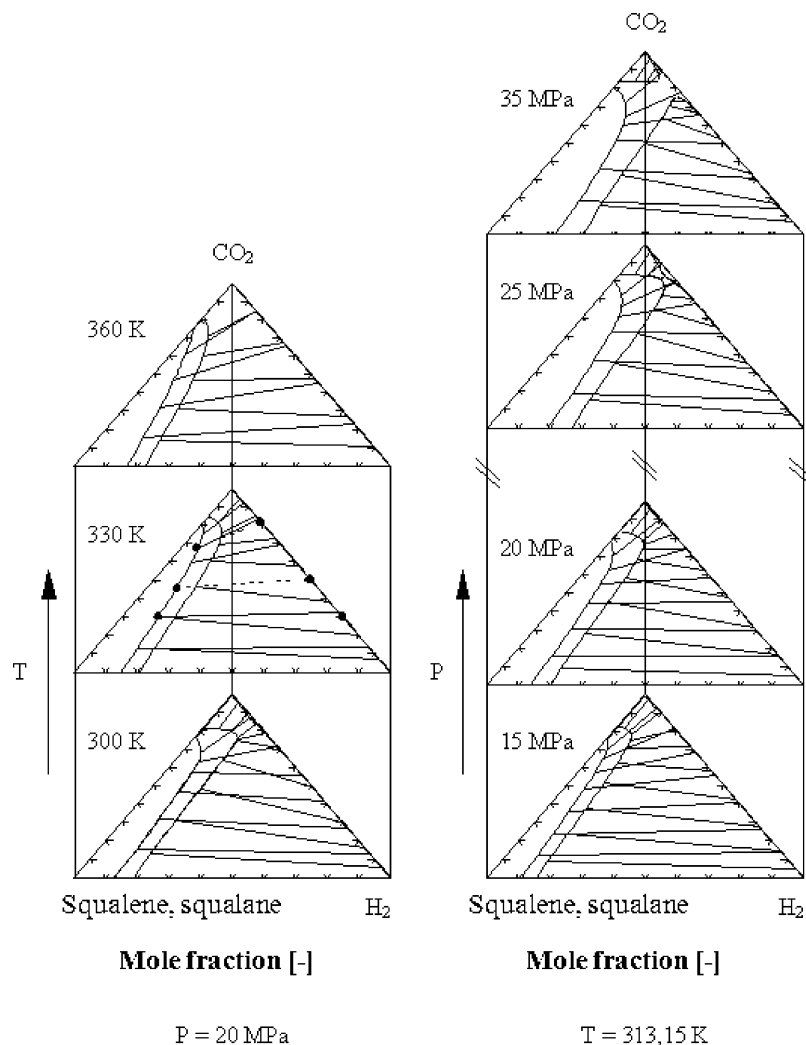 CO2
360 K
330 K
300 K
T
Squalene, squalane
H2
Mole fraction [-]
P = 20 MPa
CO2
35 MPa
25 MPa
20 MPa
15 MPa
P
Squalene, squalane
H2
Mole fraction [-]
T = 313,15 K